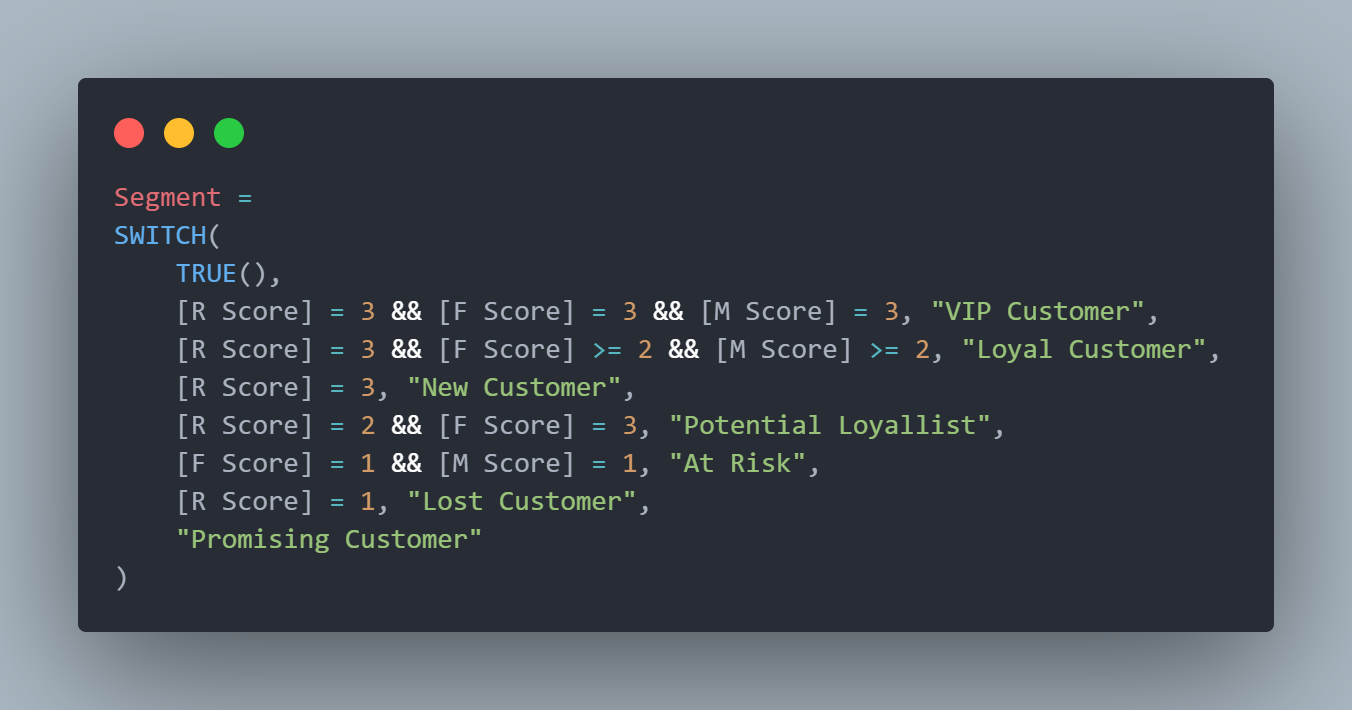 Segment =
SWITCH(
    TRUE(),
    [R Score] = 3 && [F Score] = 3 && [M Score] = 3, "VIP Customer",
    [R Score] = 3 && [F Score] >= 2 && [M Score] >= 2, "Loyal Customer",
    [R Score] = 3, "New Customer",
    [R Score] = 2 && [F Score] = 3, "Potential Loyallist",
    [F Score] = 1 && [M Score] = 1, "At Risk",
    [R Score] = 1, "Lost Customer",
    "Promising Customer"
)